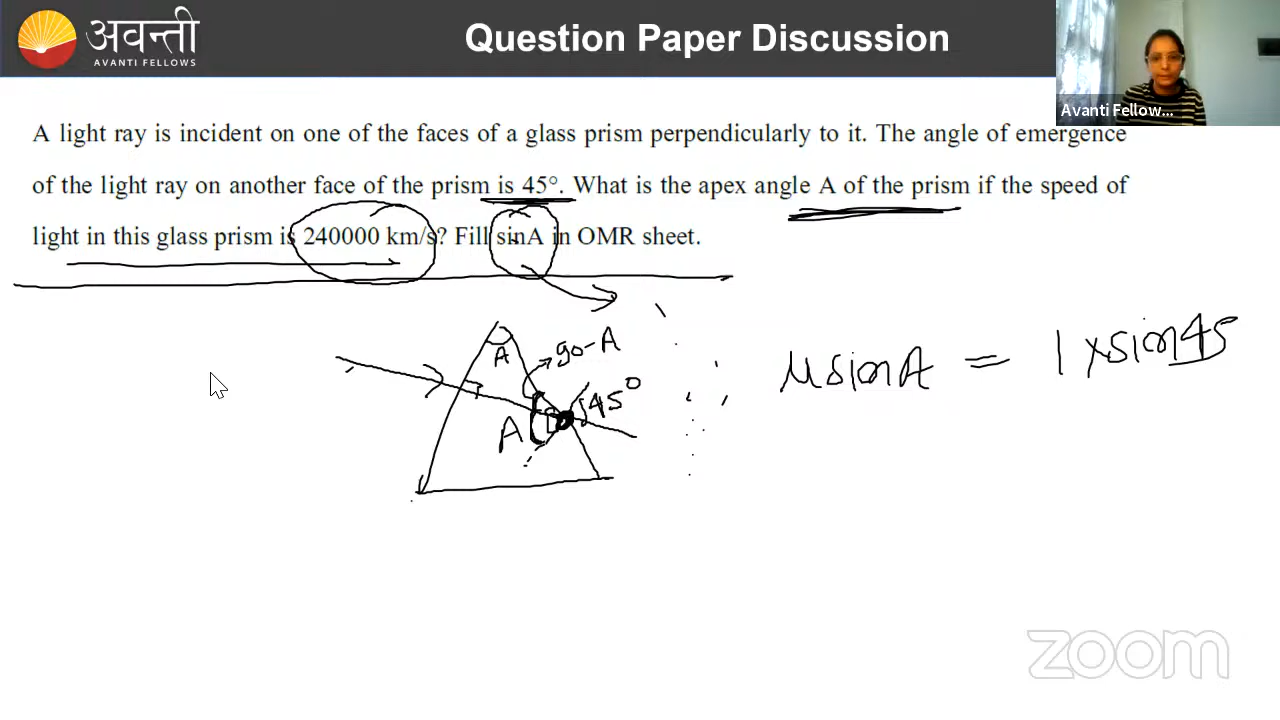 अवन्ती
AVANTI FELLOWS
Question Paper Discussion
Avanti Fellow...
A light ray is incident on one of the faces of a glass prism perpendicularly to it. The angle of emergence
of the light ray on another face of the prism is 45°. What is the apex angle A of the prism if the speed of
light in this glass prism is 240000 km/s? Fill sinA in OMR sheet.
A
90-A
45°
A
μsinA = 1×sin45
zoom